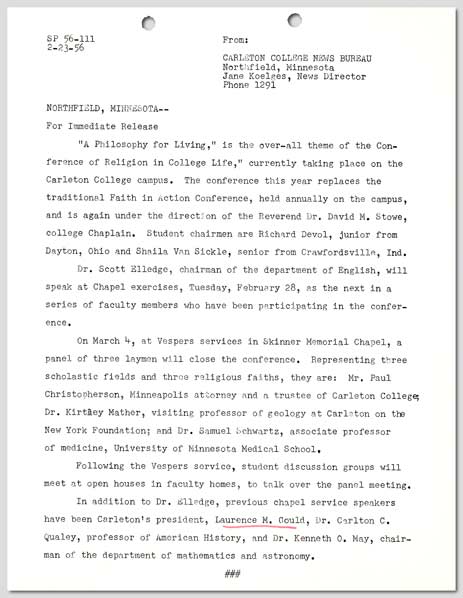 SP 56-111
2-23-56
From:
CARLETON COLLEGE NEWS BUREAU
Northfield, Minnesota
Jane Koelges, News Director
Phone 1291
NORTHFIELD, MINNESOTA--
For Immediate Release
"A Philosophy for Living," is the over-all theme of the Con-
ference of Religion in College Life," currently taking place on the
Carleton College campus. The conference this year replaces the
traditional Faith in Action Conference, held annually on the campus,
and is again under the direction of the Reverend Dr. David M. Stowe,
college Chaplain. Student chairmen are Richard Devol, junior from
Dayton, Ohio and Shaila Van Sickle, senior from Crawfordsville, Ind.
Dr. Scott Elledge, chairman of the department of English, will
speak at Chapel exercises, Tuesday, February 28, as the next in a
series of faculty members who have been participating in the confer-
ence.
On March 4, at Vespers services in Skinner Memorial Chapel, a
panel of three laymen will close the conference. Representing three
scholastic fields and three religious faiths, they are: Mr. Paul
Christopherson, Minneapolis attorney and a trustee of Carleton College;
Dr. Kirtley Mather, visiting professor of geology at Carleton on the
New York Foundation; and Dr. Samuel Schwartz, associate professor
of medicine, University of Minnesota Medical School.
Following the Vespers service, student discussion groups will
meet at open houses in faculty homes, to talk over the panel meeting.
In addition to Dr. Elledge, previous chapel service speakers
have been Carleton's president, Laurence M. Gould, Dr. Carlton C.
Qualey, professor of American History, and Dr. Kenneth O. May, chair-
man of the department of mathematics and astronomy.
###